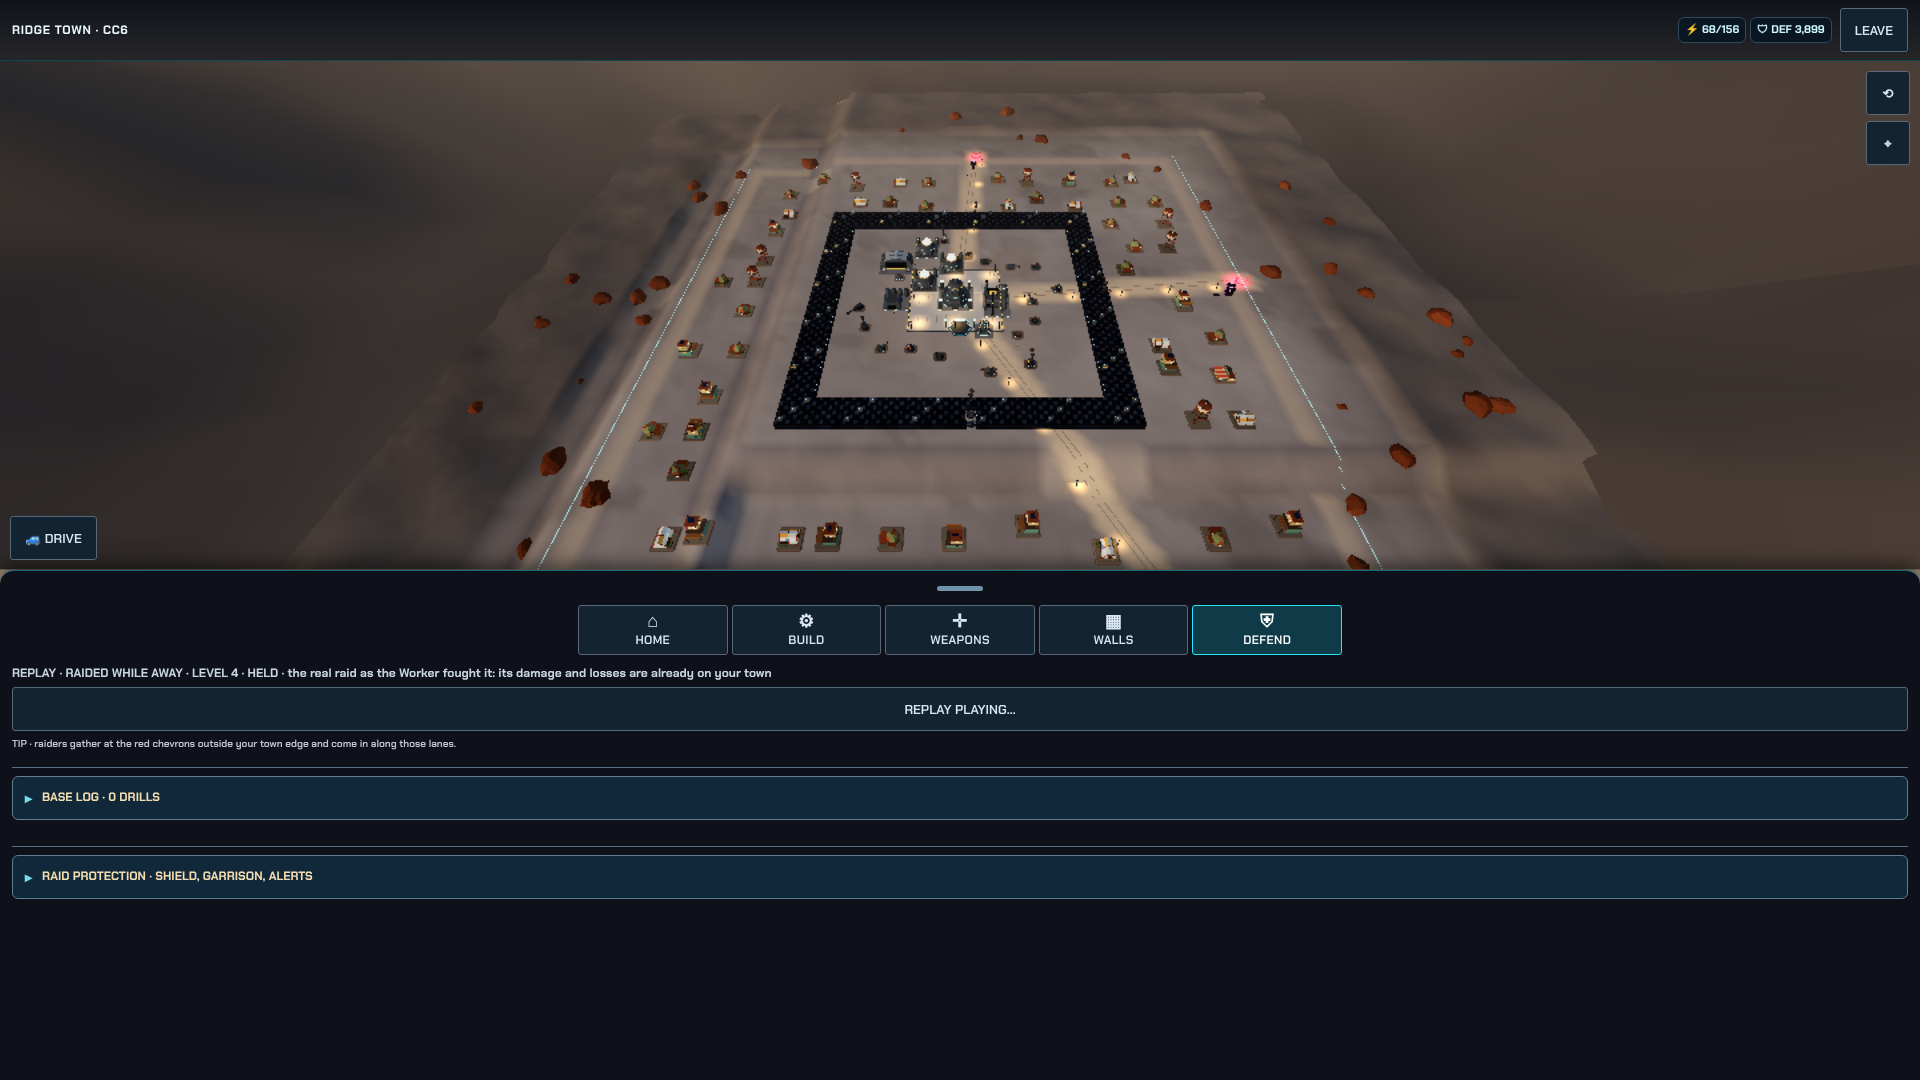 RIDGE TOWN · CC6
68/156
DEF 3,899
LEAVE
DRIVE
HOME
BUILD
WEAPONS
WALLS
DEFEND
REPLAY · RAIDED WHILE AWAY · LEVEL 4 · HELD · the real raid as the Worker fought it: its damage and losses are already on your town
REPLAY PLAYING...
TIP · raiders gather at the red chevrons outside your town edge and come in along those lanes.
BASE LOG · 0 DRILLS
RAID PROTECTION · SHIELD, GARRISON, ALERTS